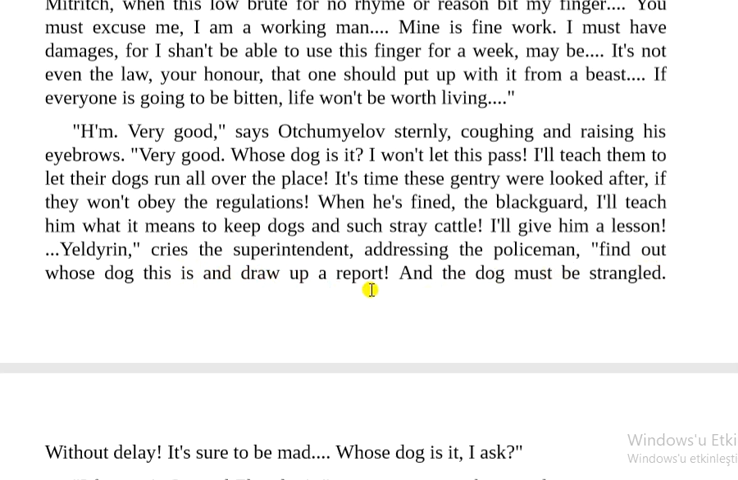 Mitritch, when this low brute for no rhyme or reason bit my finger.... You
must excuse me, I am a working man.... Mine is fine work. I must have
damages, for I shan't be able to use this finger for a week, may be.... It's not
even the law, your honour, that one should put up with it from a beast.... If
everyone is going to be bitten, life won't be worth living...."
"H'm. Very good," says Otchumyelov sternly, coughing and raising his
eyebrows. "Very good. Whose dog is it? I won't let this pass! I'll teach them to
let their dogs run all over the place! It's time these gentry were looked after, if
they won't obey the regulations! When he's fined, the blackguard, I'll teach
him what it means to keep dogs and such stray cattle! I'll give him a lesson!
...Yeldyrin," cries the superintendent, addressing the policeman, "find out
whose dog this is and draw up a report! And the dog must be strangled.
Without delay! It's sure to be mad.... Whose dog is it, I ask?"
Windows'u Etki
Windows'u etkinleşti